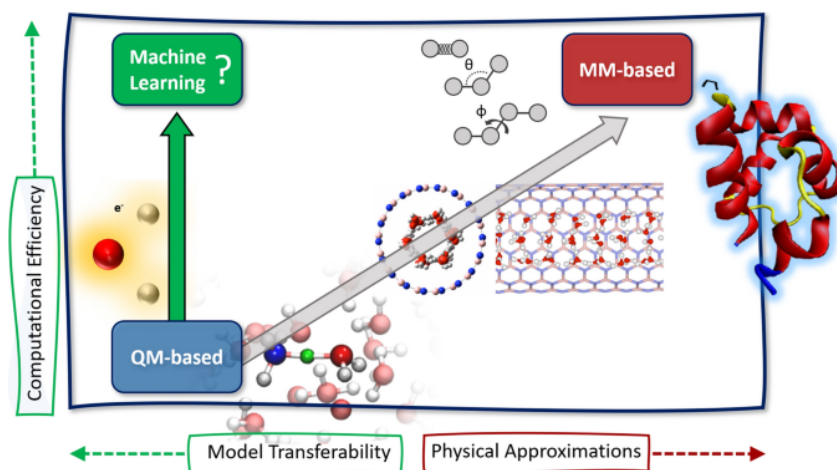 Machine
Learning ?
MM-based
θ
ϕ
e-
Computational Efficiency
QM-based
Model Transferability
Physical Approximations